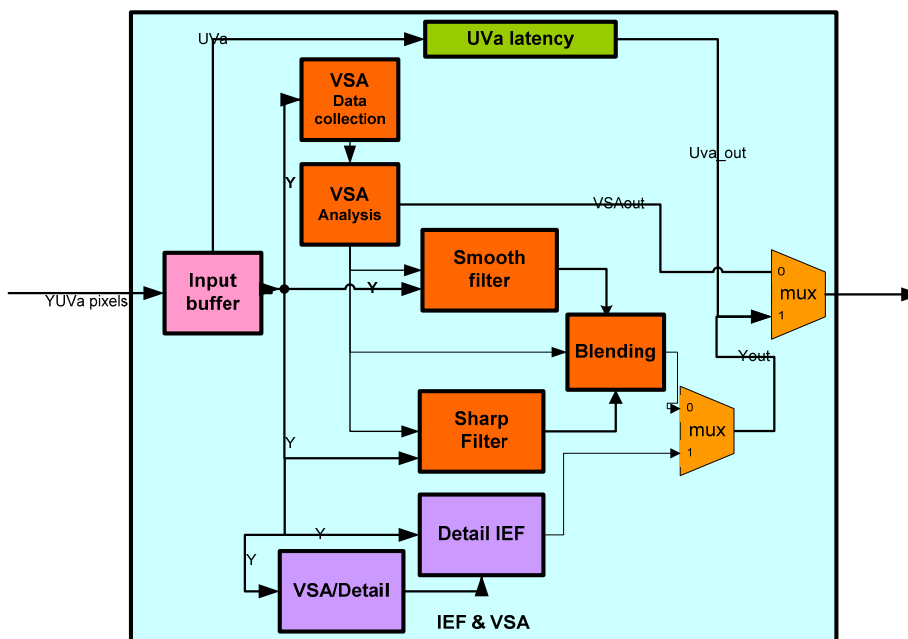 UVa
UVa latency
VSA
Data
collection
Y
Uva_out
VSA
Analysis
VSAout
Input
buffer
YUVa pixels
Smooth
filter
Y
0
mux
1
Blending
Yout
Sharp
Filter
Y
0
mux
1
Detail IEF
Y
Y
VSA/Detail
IEF & VSA